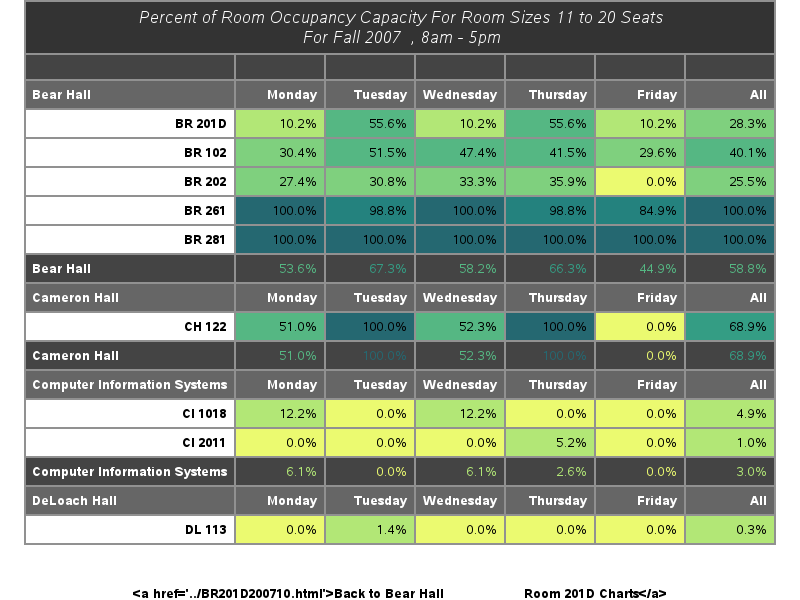 Percent of Room Occupancy Capacity For Room Sizes 11 to 20 Seats
For Fall 2007 , 8am - 5pm
Bear Hall Monday Tuesday Wednesday Thursday Friday All
BR 201D 10.2% 55.6% 10.2% 55.6% 10.2% 28.3%
BR 102 30.4% 51.5% 47.4% 41.5% 29.6% 40.1%
BR 202 27.4% 30.8% 33.3% 35.9% 0.0% 25.5%
BR 261 100.0% 98.8% 100.0% 98.8% 84.9% 100.0%
BR 281 100.0% 100.0% 100.0% 100.0% 100.0% 100.0%
Bear Hall 53.6% 67.3% 58.2% 66.3% 44.9% 58.8%
Cameron Hall Monday Tuesday Wednesday Thursday Friday All
CH 122 51.0% 100.0% 52.3% 100.0% 0.0% 68.9%
Cameron Hall 51.0% 100.0% 52.3% 100.0% 0.0% 68.9%
Computer Information Systems Monday Tuesday Wednesday Thursday Friday All
CI 1018 12.2% 0.0% 12.2% 0.0% 0.0% 4.9%
CI 2011 0.0% 0.0% 0.0% 5.2% 0.0% 1.0%
Computer Information Systems 6.1% 0.0% 6.1% 2.6% 0.0% 3.0%
DeLoach Hall Monday Tuesday Wednesday Thursday Friday All
DL 113 0.0% 1.4% 0.0% 0.0% 0.0% 0.3%
<a href='../BR201D200710.html'>Back to Bear Hall Room 201D Charts</a>